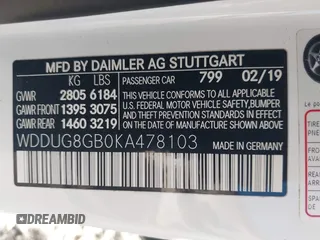 MFD BY DAIMLER AG STUTTGART
KG LBS
PASSENGER CAR 799 02/19
GVWR 2805 6184
GAWR FRONT 1395 3075
GAWR REAR 1460 3219
THIS VEHICLE CONFORMS TO ALL APPLICABLE
U.S. FEDERAL MOTOR VEHICLE SAFETY, BUMPER
AND THEFT PREVENTION STANDARDS IN EFFECT
ON THE DATE OF MANUFACTURE SHOWN ABOVE
WDDUG8GB0KA478103
MADE IN GERMANY
autobidcar